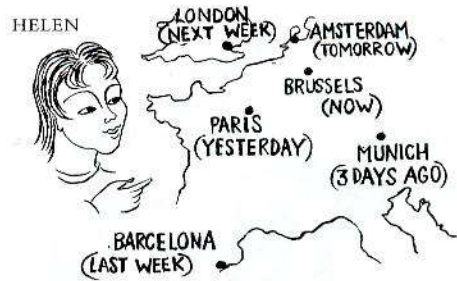 HELEN
LONDON
(NEXT WEEK)
AMSTERDAM
(TOMORROW)
BRUSSELS
(NOW)
PARIS
(YESTERDAY)
MUNICH
(3 DAYS AGO)
BARCELONA
(LAST WEEK)